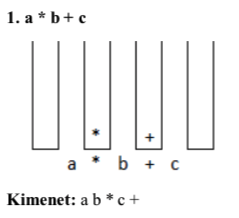 1. a * b + c
* +
a * b + c
Kimenet: a b * c +